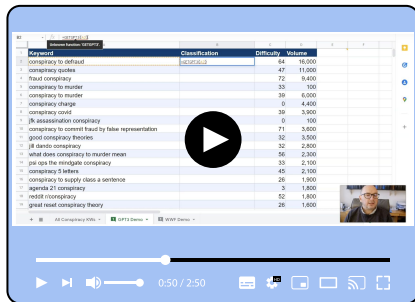 B2
=GETGPT3(
Unknown function: 'GETGPT3'
Keyword Classification Difficulty Volume
conspiracy to defraud 64 16,000
conspiracy quotes 47 11,000
fraud conspiracy 72 9,400
conspiracy to murder 33 100
conspiracy to murder 39 6,000
conspiracy charge 0 4,400
conspiracy covid 39 3,900
jfk assassination conspiracy 0 100
conspiracy to commit fraud by false representation 71 3,600
good conspiracy theories 32 3,500
jill dando conspiracy 32 2,800
what does conspiracy to murder mean 56 2,300
psi ops the mindgate conspiracy 33 2,100
conspiracy 5 letters 45 2,100
conspiracy to supply class a sentence 26 1,900
agenda 21 conspiracy 3 1,800
reddit r/conspiracy 52 1,800
great reset conspiracy theory 26 1,600
All Conspiracy KWs GPT3 Demo WWF Demo
0:50 / 2:50
HD